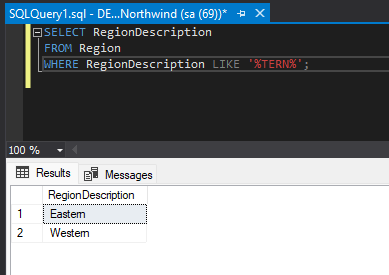 SQLQuery1.sql - DE...Northwind (sa (69))*
SELECT RegionDescription
FROM Region
WHERE RegionDescription LIKE '%TERN%';
100 %
Results Messages
RegionDescription
1 Eastern
2 Western